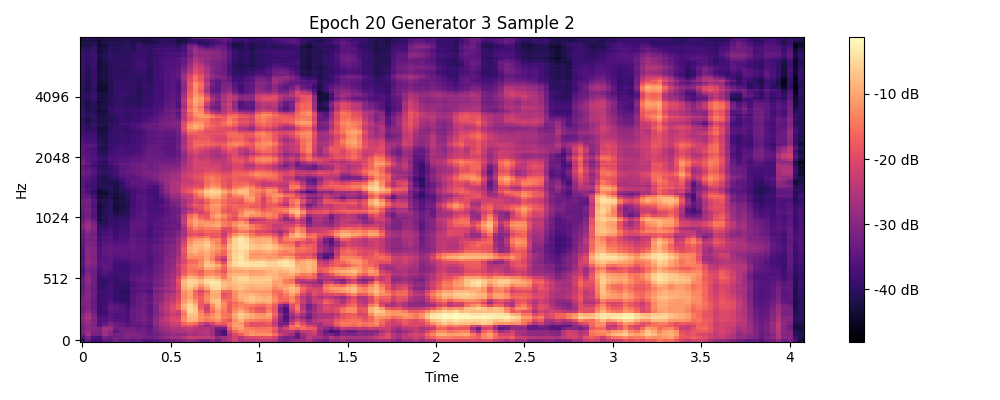 Epoch 20 Generator 3 Sample 2
Hz
4096
2048
1024
512
0
0 0.5 1 1.5 2 2.5 3 3.5 4
Time
-10 dB
-20 dB
-30 dB
-40 dB